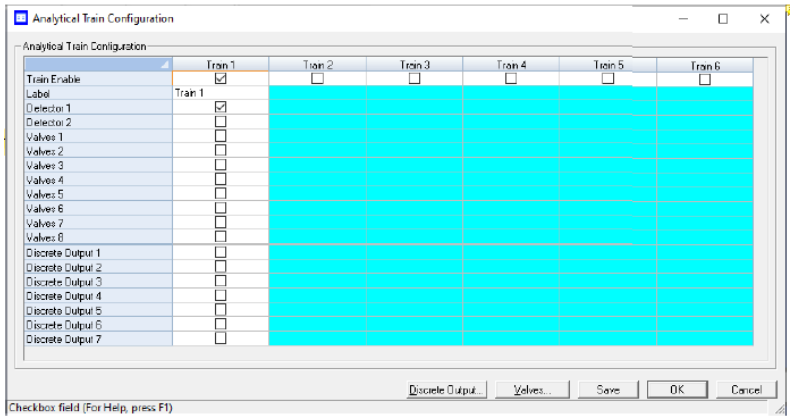 Analytical Train Configuration
Analytical Train Configuration
Train 1 Train 2 Train 3 Train 4 Train 5 Train 6
Train Enable
Label Train 1
Detector 1
Detector 2
Valves 1
Valves 2
Valves 3
Valves 4
Valves 5
Valves 6
Valves 7
Valves 8
Discrete Output 1
Discrete Output 2
Discrete Output 3
Discrete Output 4
Discrete Output 5
Discrete Output 6
Discrete Output 7
Discrete Output... Valves... Save OK Cancel
Checkbox field (For Help, press F1)